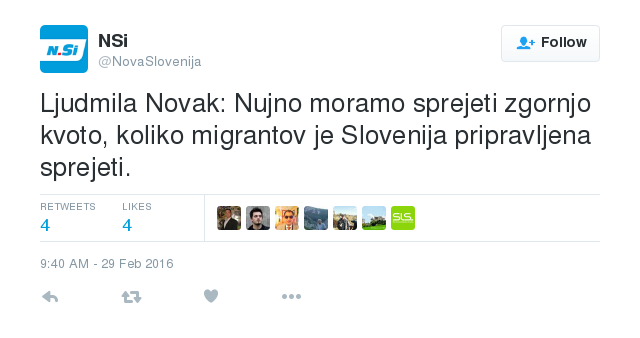 N.Si
NSi
@NovaSlovenija
Follow
Ljudmila Novak: Nujno moramo sprejeti zgornjo
kvoto, koliko migrantov je Slovenija pripravljena
sprejeti.
RETWEETS LIKES
4 4
SLS
9:40 AM - 29 Feb 2016